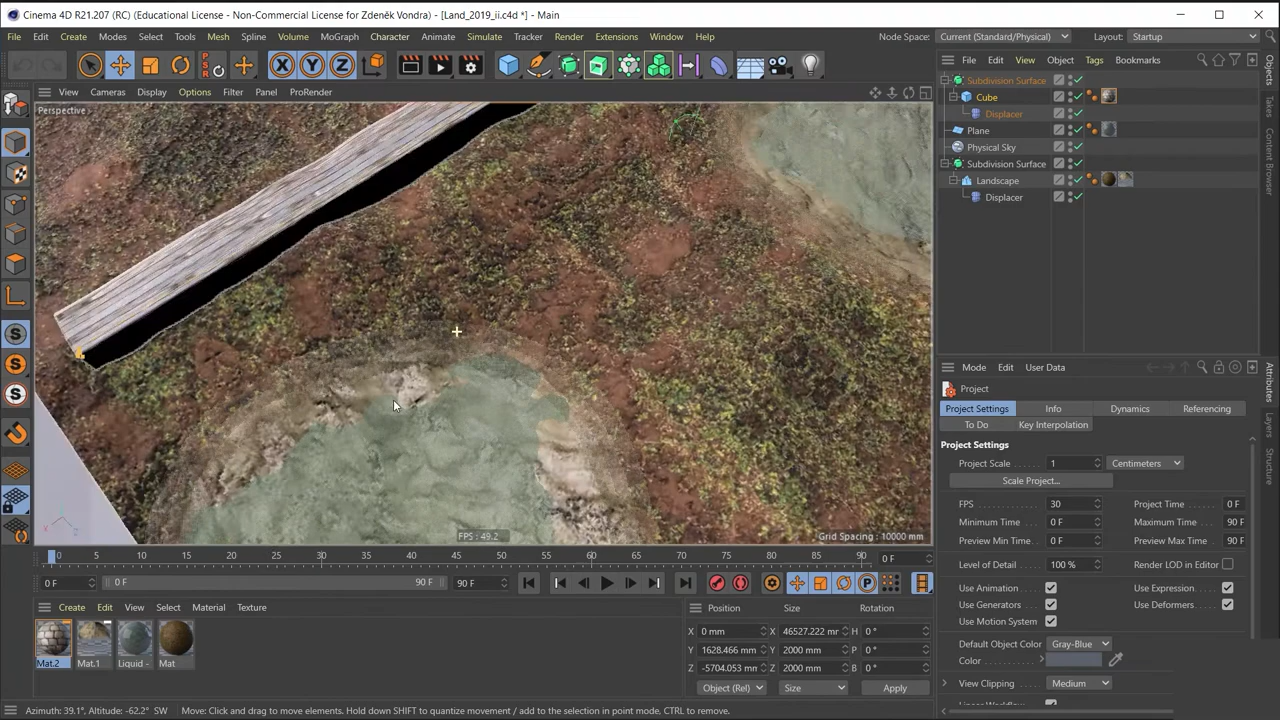 Cinema 4D R21.207 (RC) (Educational License - Non-Commercial License for Zdeněk Vondra) - [Land_2019_ii.c4d *] - Main
File Edit Create Modes Select Tools Mesh Spline Volume MoGraph Character Animate Simulate Tracker Render Extensions Window Help Node Space: Current (Standard/Physical) Layout: Startup
X Y Z
PSR
File Edit View Object Tags Bookmarks
View Cameras Display Options Filter Panel ProRender
Perspective
Subdivision Surface
Cube
Displacer
Plane
Physical Sky
Subdivision Surface
Landscape
Displacer
Objects
Content Browser
Mode Edit User Data
Project
Project Settings Info Dynamics Referencing
To Do Key Interpolation
Project Settings
Project Scale 1 Centimeters
Scale Project...
FPS 30 Project Time 0 F
Minimum Time 0 F Maximum Time 90 F
Preview Min Time 0 F Preview Max Time 90 F
Level of Detail 100 % Render LOD in Editor
Use Animation Use Expression
Use Generators Use Deformers
Use Motion System
Default Object Color Gray-Blue
Color
View Clipping Medium
Attributes
Layers
Structure
FPS : 49.2
Grid Spacing : 10000 mm
0 5 10 15 20 25 30 35 40 45 50 55 60 65 70 75 80 85 90 0 F
0 F 0 F 90 F 90 F
Create Edit View Select Material Texture
Mat.2 Mat.1 Liquid - Mat
Position Size Rotation
X 0 mm X 46527.222 mr H 0 °
Y 1628.466 mm Y 2000 mm P 0 °
Z -5704.053 mm Z 2000 mm B 0 °
Object (Rel) Size Apply
Azimuth: 39.1°, Altitude: -62.2° SW Move: Click and drag to move elements. Hold down SHIFT to quantize movement / add to the selection in point mode, CTRL to remove.